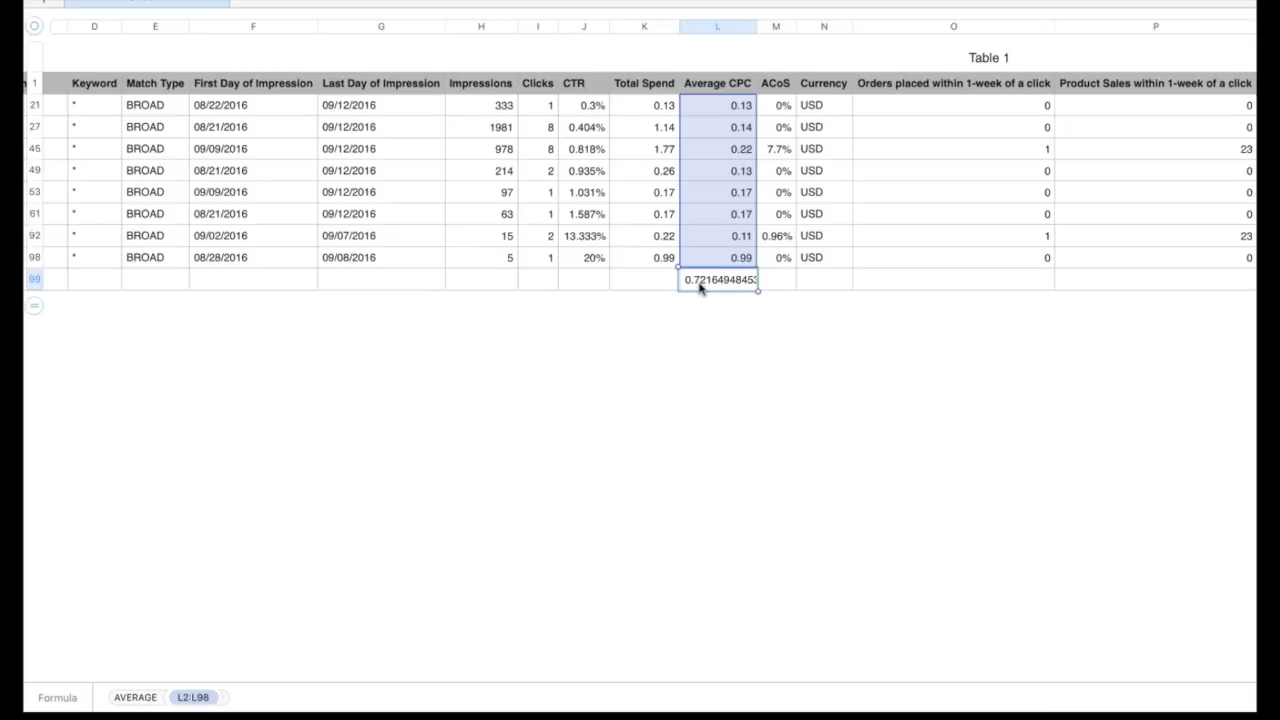 D E F G H I J K L M N O P
Table 1
1 Keyword Match Type First Day of Impression Last Day of Impression Impressions Clicks CTR Total Spend Average CPC ACoS Currency Orders placed within 1-week of a click Product Sales within 1-week of a click
21 * BROAD 08/22/2016 09/12/2016 333 1 0.3% 0.13 0.13 0% USD 0 0
27 * BROAD 08/21/2016 09/12/2016 1981 8 0.404% 1.14 0.14 0% USD 0 0
45 * BROAD 09/09/2016 09/12/2016 978 8 0.818% 1.77 0.22 7.7% USD 1 23
49 * BROAD 08/21/2016 09/12/2016 214 2 0.935% 0.26 0.13 0% USD 0 0
53 * BROAD 09/09/2016 09/12/2016 97 1 1.031% 0.17 0.17 0% USD 0 0
61 * BROAD 08/21/2016 09/12/2016 63 1 1.587% 0.17 0.17 0% USD 0 0
92 * BROAD 09/02/2016 09/07/2016 15 2 13.333% 0.22 0.11 0.96% USD 1 23
98 * BROAD 08/28/2016 09/08/2016 5 1 20% 0.99 0.99 0% USD 0 0
99 0.72164948453
Formula AVERAGE L2:L98